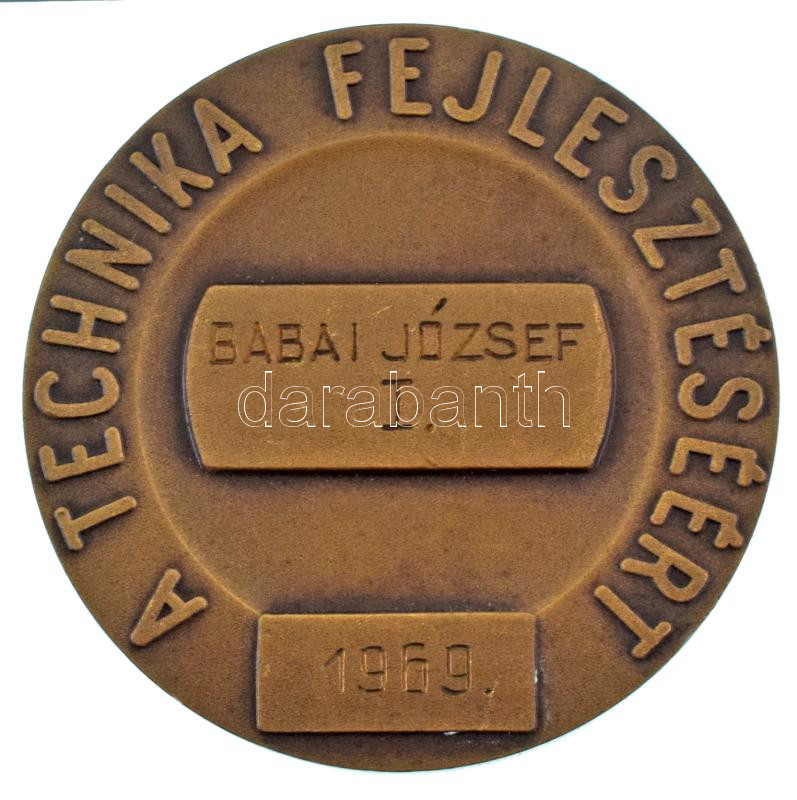 A TECHNIKA FEJLESZTÉSÉÉRT
BABAI JÓZSEF
I.
darabanth
1969.